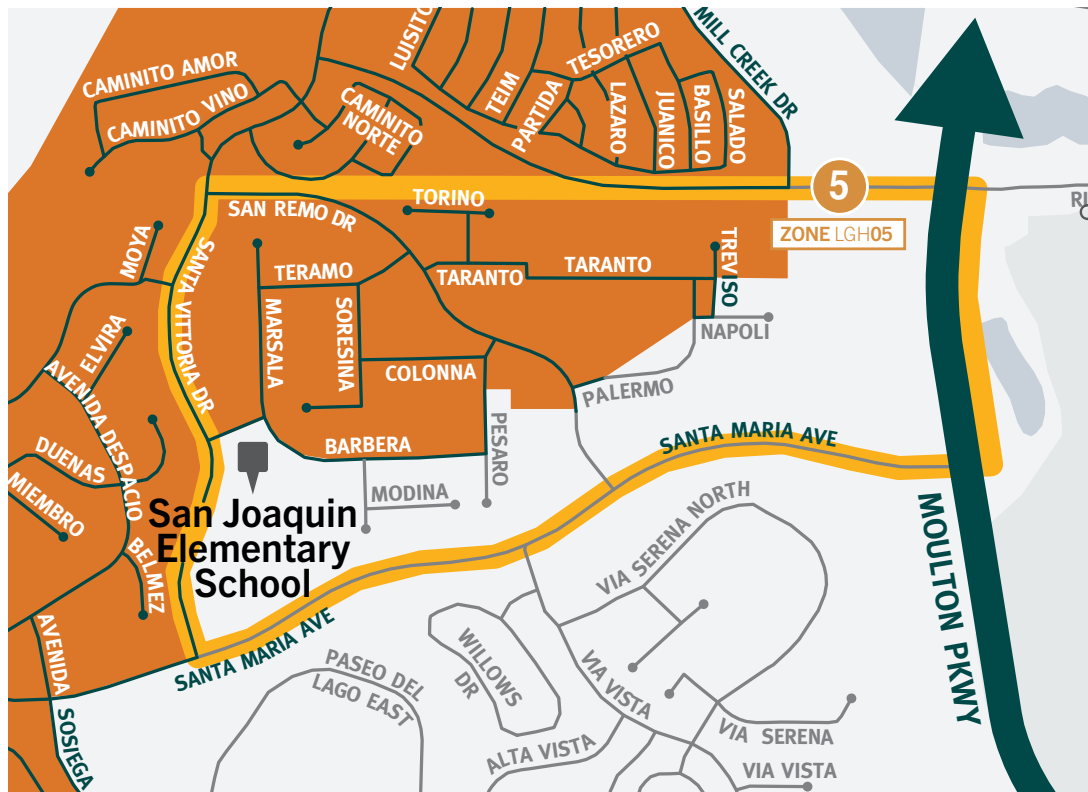 MILL CREEK DR
LUISITO
TESORERO
CAMINITO AMOR
TEIM
PARTIDA
LAZARO
JUANICO
BASILLO
SALADO
CAMINITO VINO
CAMINITO
NORTE
5
TORINO
SAN REMO DR
ZONE LGH05
MOYA
SANTA VITTORIA DR
TERAMO
TARANTO
TARANTO
TREVISO
MARSALA
SORESINA
NAPOLI
ELVIRA
COLONNA
PALERMO
AVENIDA DESPACIO
PESARO
SANTA MARIA AVE
BARBERA
DUENAS
MODINA
MIEMBRO
San Joaquin
Elementary
School
BELMEZ
VIA SERENA NORTH
MOULTON PKWY
SANTA MARIA AVE
AVENIDA SOSIEGA
PASEO DEL
LAGO EAST
WILLOWS
DR
VIA VISTA
ALTA VISTA
VIA SERENA
VIA VISTA